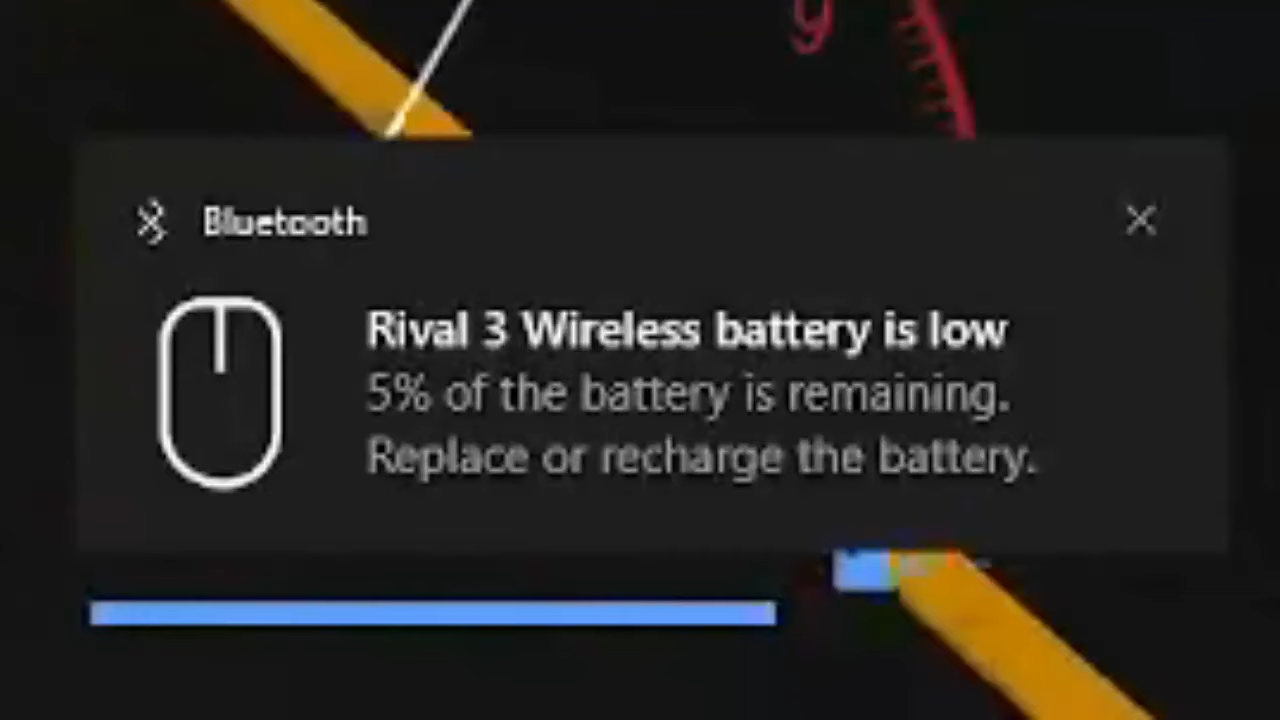 g
Bluetooth
Rival 3 Wireless battery is low
5% of the battery is remaining.
Replace or recharge the battery.